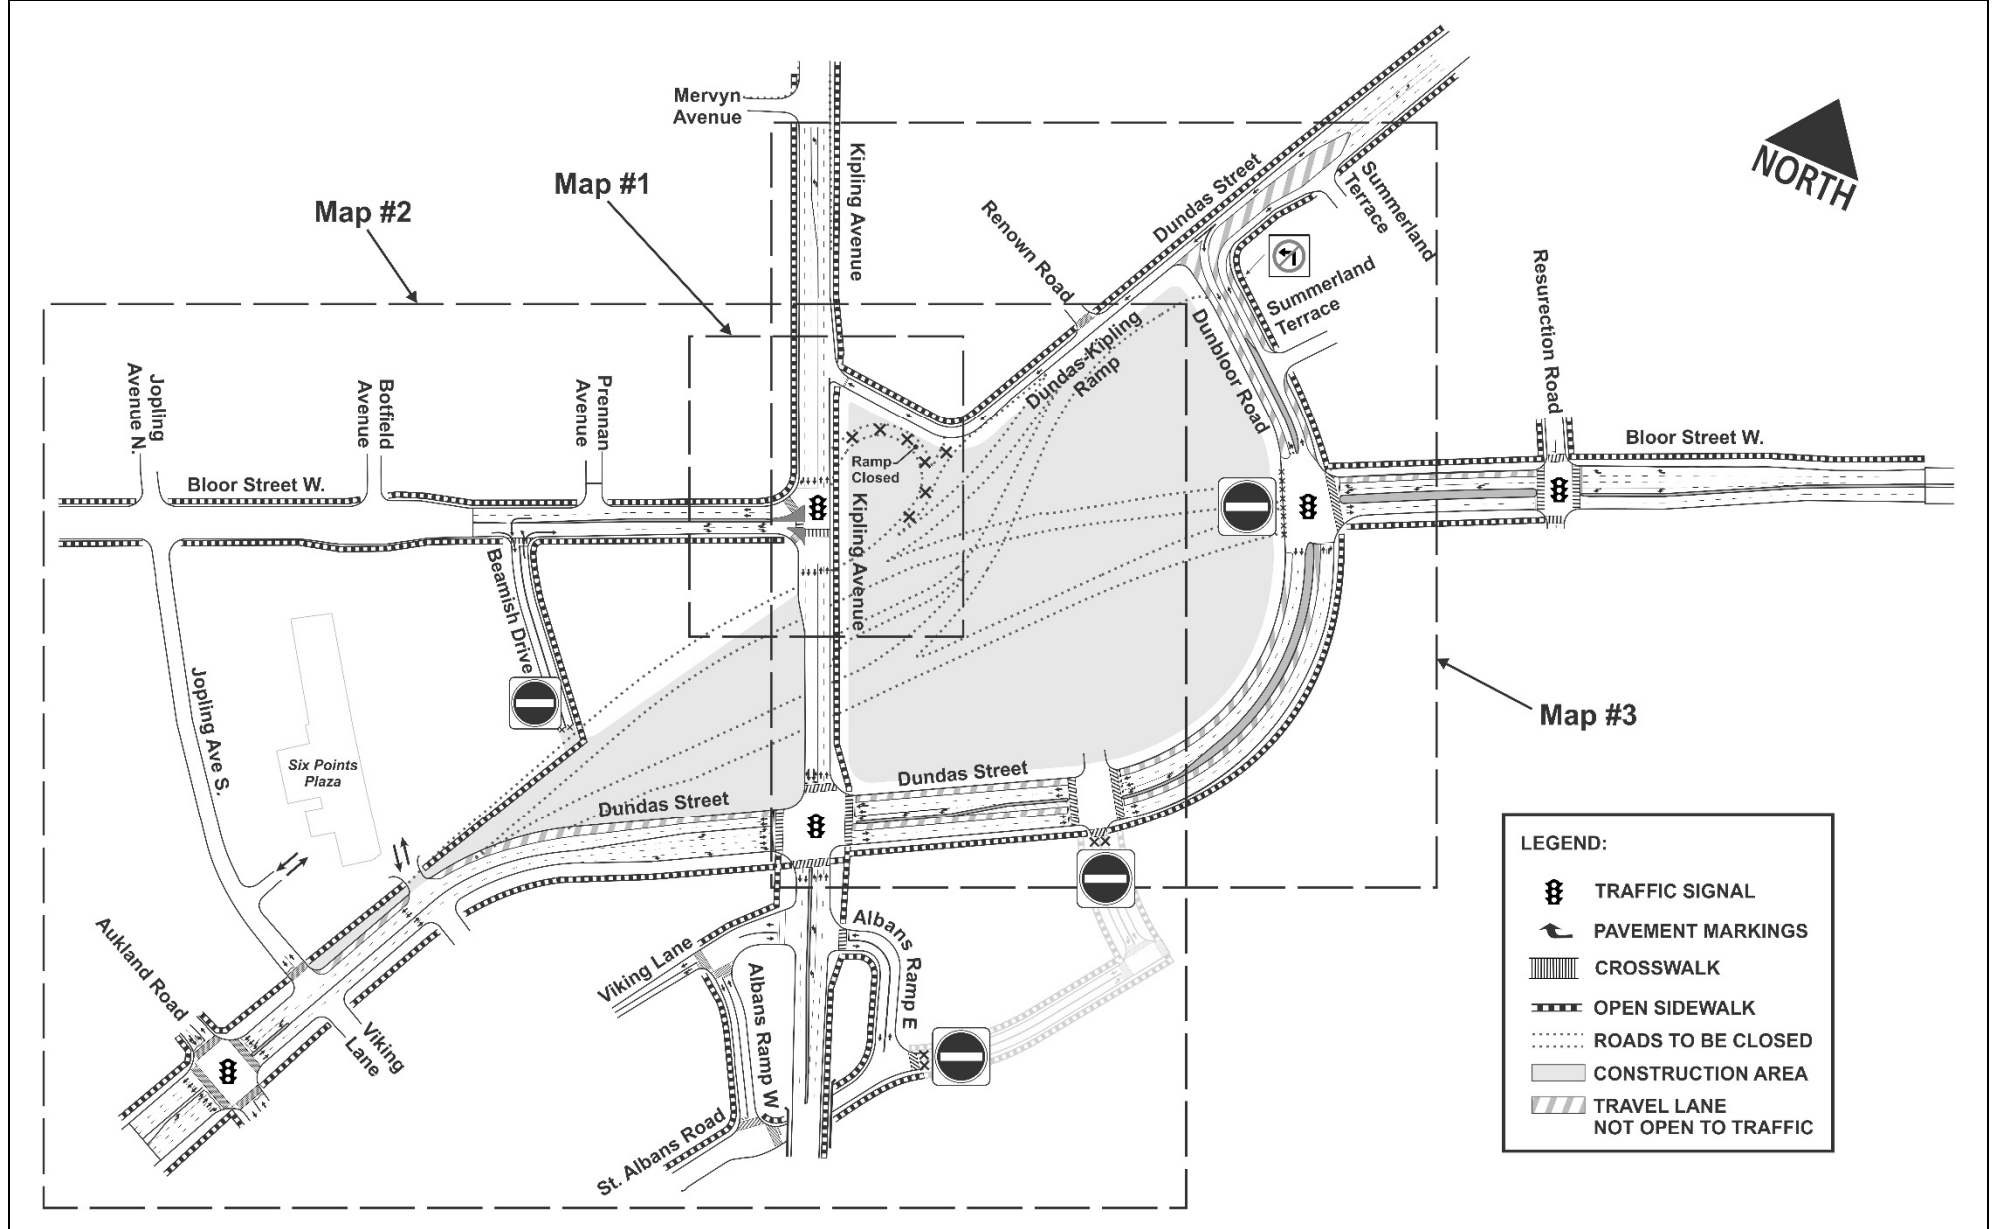 Mervyn
Avenue
Map #1
Map #2
Kipling Avenue
Dundas Street
Summerland
Terrace
NORTH
Renown Road
Summerland
Terrace
Resurection Road
Dundas-Kipling
Ramp
Dunbloor Road
Jopling
Avenue N.
Botfield
Avenue
Prennan
Avenue
Bloor Street W.
Bloor Street W.
Ramp
Closed
Kipling Avenue
Beamish Drive
Jopling Ave S.
Six Points
Plaza
Map #3
Dundas Street
Dundas Street
Aukland Road
Viking
Lane
Viking Lane
Albans Ramp W
Albans Ramp E
St. Albans Road
LEGEND:
TRAFFIC SIGNAL
PAVEMENT MARKINGS
CROSSWALK
OPEN SIDEWALK
ROADS TO BE CLOSED
CONSTRUCTION AREA
TRAVEL LANE
NOT OPEN TO TRAFFIC